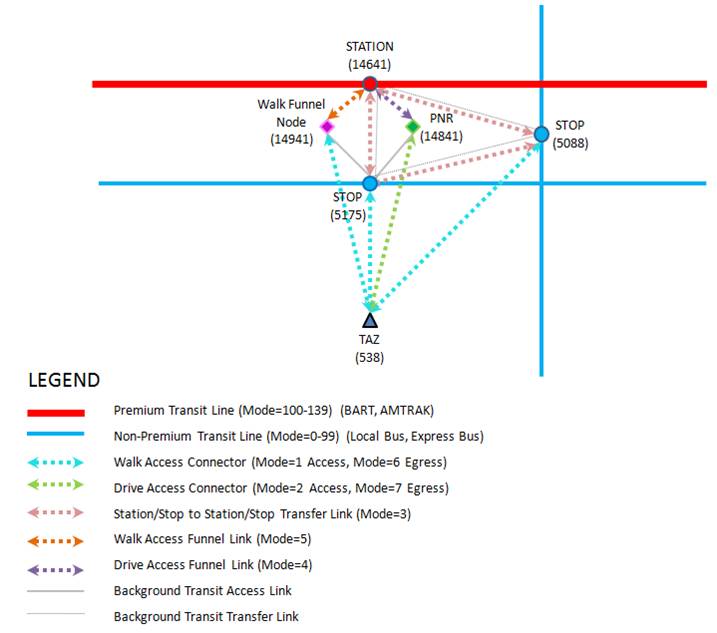 STATION
(14641)
Walk Funnel
Node
(14941)
PNR
(14841)
STOP
(5088)
STOP
(5175)
TAZ
(538)
LEGEND
Premium Transit Line (Mode=100-139) (BART, AMTRAK)
Non-Premium Transit Line (Mode=0-99) (Local Bus, Express Bus)
Walk Access Connector (Mode=1 Access, Mode=6 Egress)
Drive Access Connector (Mode=2 Access, Mode=7 Egress)
Station/Stop to Station/Stop Transfer Link (Mode=3)
Walk Access Funnel Link (Mode=5)
Drive Access Funnel Link (Mode=4)
Background Transit Access Link
Background Transit Transfer Link